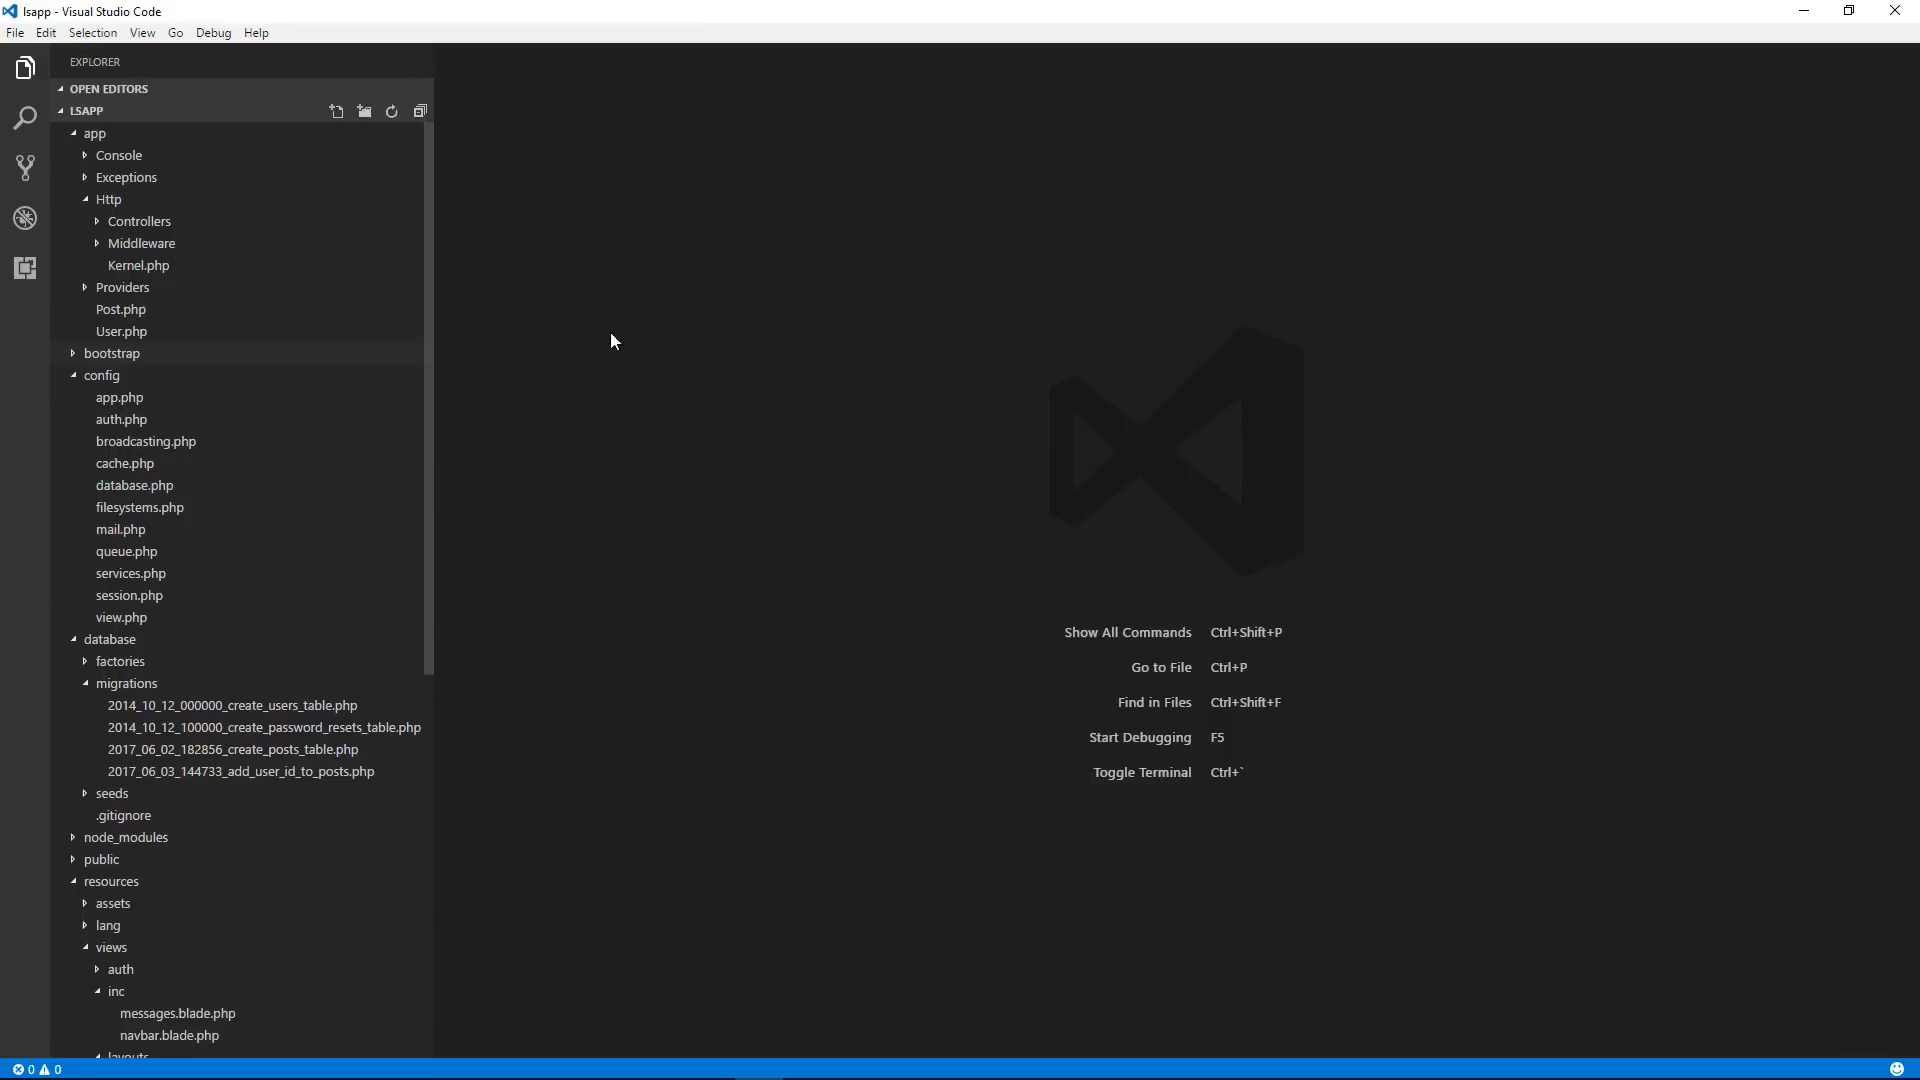 lsapp - Visual Studio Code
File Edit Selection View Go Debug Help
EXPLORER
OPEN EDITORS
LSAPP
app
Console
Exceptions
Http
Controllers
Middleware
Kernel.php
Providers
Post.php
User.php
bootstrap
config
app.php
auth.php
broadcasting.php
cache.php
database.php
filesystems.php
mail.php
queue.php
services.php
session.php
view.php
database
factories
migrations
2014_10_12_000000_create_users_table.php
2014_10_12_100000_create_password_resets_table.php
2017_06_02_182856_create_posts_table.php
2017_06_03_144733_add_user_id_to_posts.php
seeds
.gitignore
node_modules
public
resources
assets
lang
views
auth
inc
messages.blade.php
navbar.blade.php
layouts
Show All Commands Ctrl+Shift+P
Go to File Ctrl+P
Find in Files Ctrl+Shift+F
Start Debugging F5
Toggle Terminal Ctrl+`
0 0